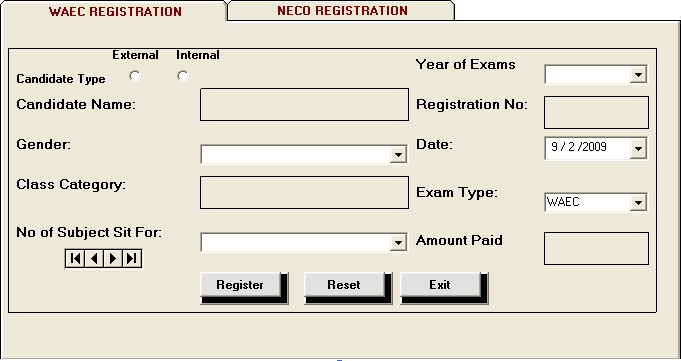 WAEC REGISTRATION
NECO REGISTRATION
External Internal
Candidate Type
Year of Exams
Candidate Name:
Registration No:
Gender:
Date:
9 / 2 /2009
Class Category:
Exam Type:
WAEC
No of Subject Sit For:
Amount Paid
Register
Reset
Exit